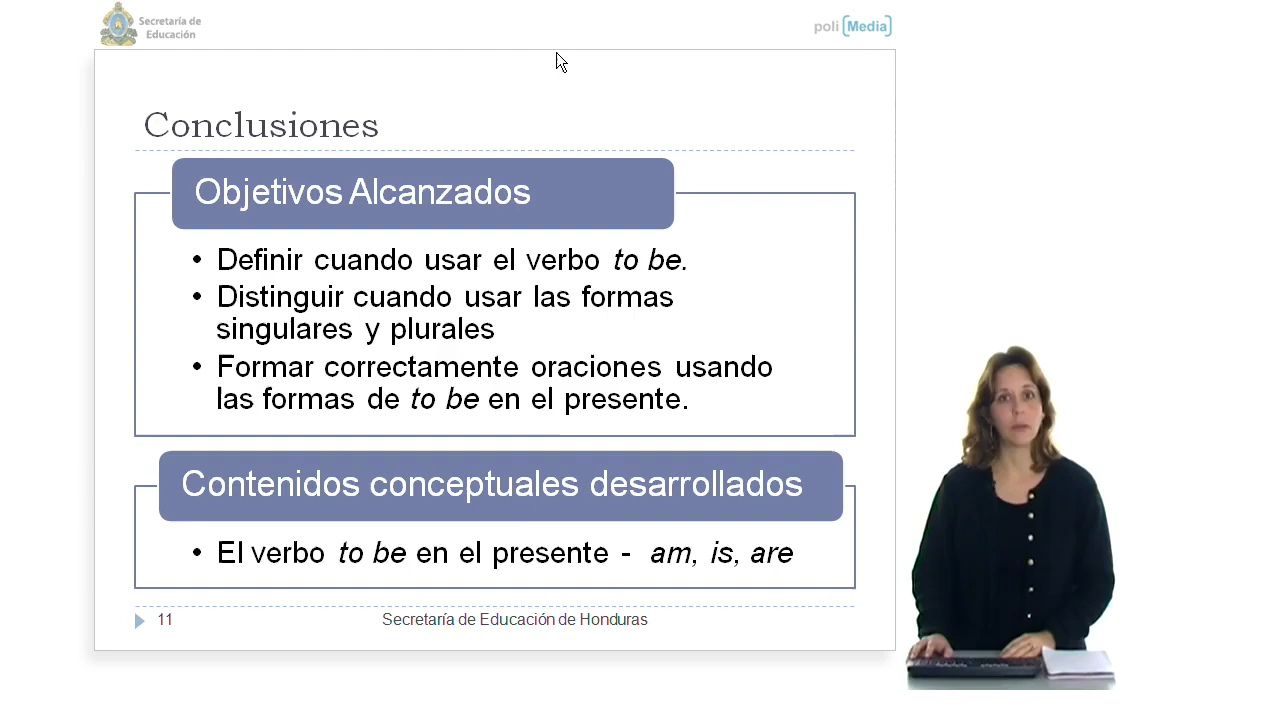 Secretaría de
Educación
poli [Media]
Conclusiones
Objetivos Alcanzados
• Definir cuando usar el verbo to be.
• Distinguir cuando usar las formas
singulares y plurales
• Formar correctamente oraciones usando
las formas de to be en el presente.
Contenidos conceptuales desarrollados
• El verbo to be en el presente - am, is, are
11
Secretaría de Educación de Honduras